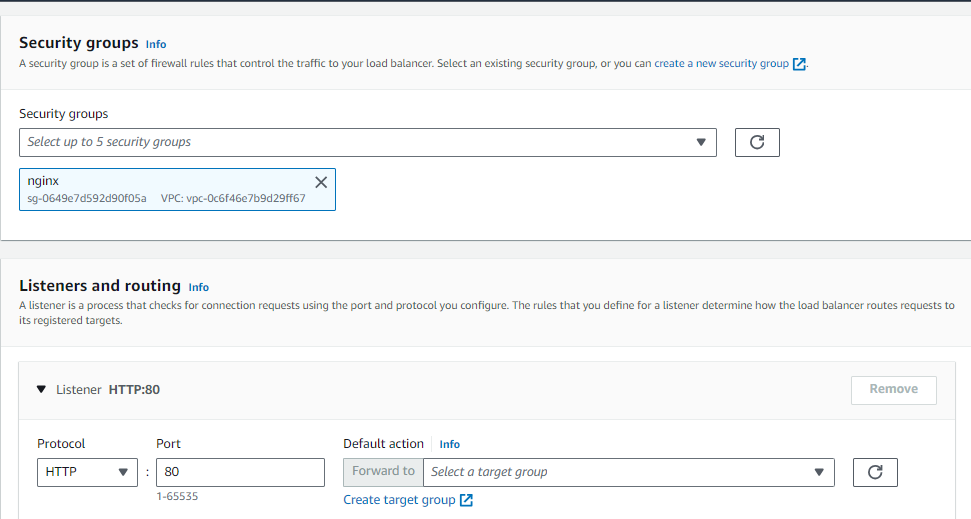 Security groups Info
A security group is a set of firewall rules that control the traffic to your load balancer. Select an existing security group, or you can create a new security group.
Security groups
Select up to 5 security groups
nginx
sg-0649e7d592d90f05a VPC: vpc-0c6f46e7b9d29ff67
Listeners and routing Info
A listener is a process that checks for connection requests using the port and protocol you configure. The rules that you define for a listener determine how the load balancer routes requests to
its registered targets.
Listener HTTP:80 Remove
Protocol Port Default action Info
HTTP : 80 Forward to Select a target group
1-65535 Create target group